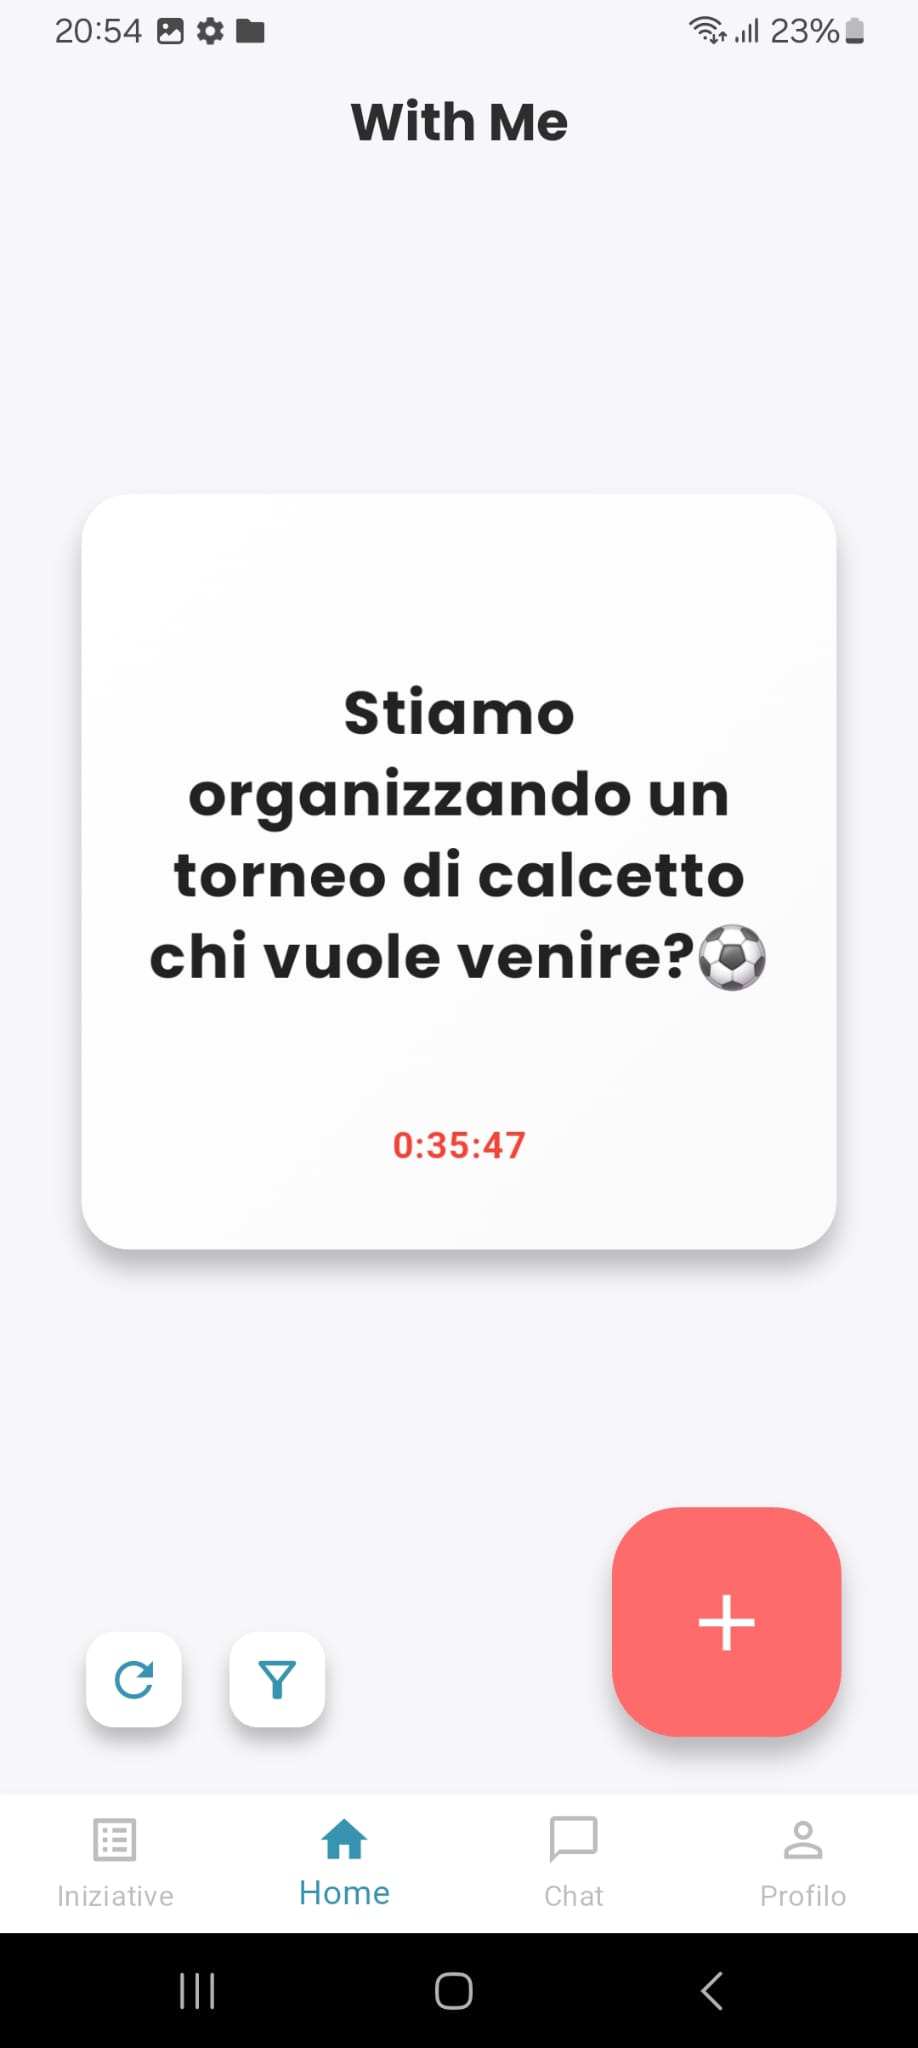 20:54 23%
With Me
Stiamo
organizzando un
torneo di calcetto
chi vuole venire?⚽
0:35:47
Iniziative Home Chat Profilo